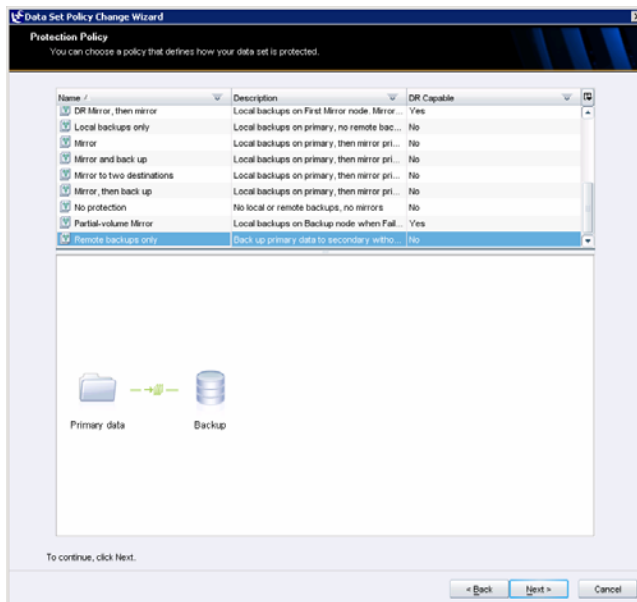 Data Set Policy Change Wizard
Protection Policy
You can choose a policy that defines how your data set is protected.
Name / Description DR Capable
DR Mirror, then mirror Local backups on First Mirror node. Mirror... Yes
Local backups only Local backups on primary, no remote bac... No
Mirror Local backups on primary, then mirror pri... No
Mirror and back up Local backups on primary, then mirror pri... No
Mirror to two destinations Local backups on primary, then mirror pri... No
Mirror, then back up Local backups on primary, then mirror pri... No
No protection No local or remote backups, no mirrors No
Partial-volume Mirror Local backups on Backup node when Fail... Yes
Remote backups only Back up primary data to secondary witho... No
Primary data Backup
To continue, click Next.
< Back Next > Cancel